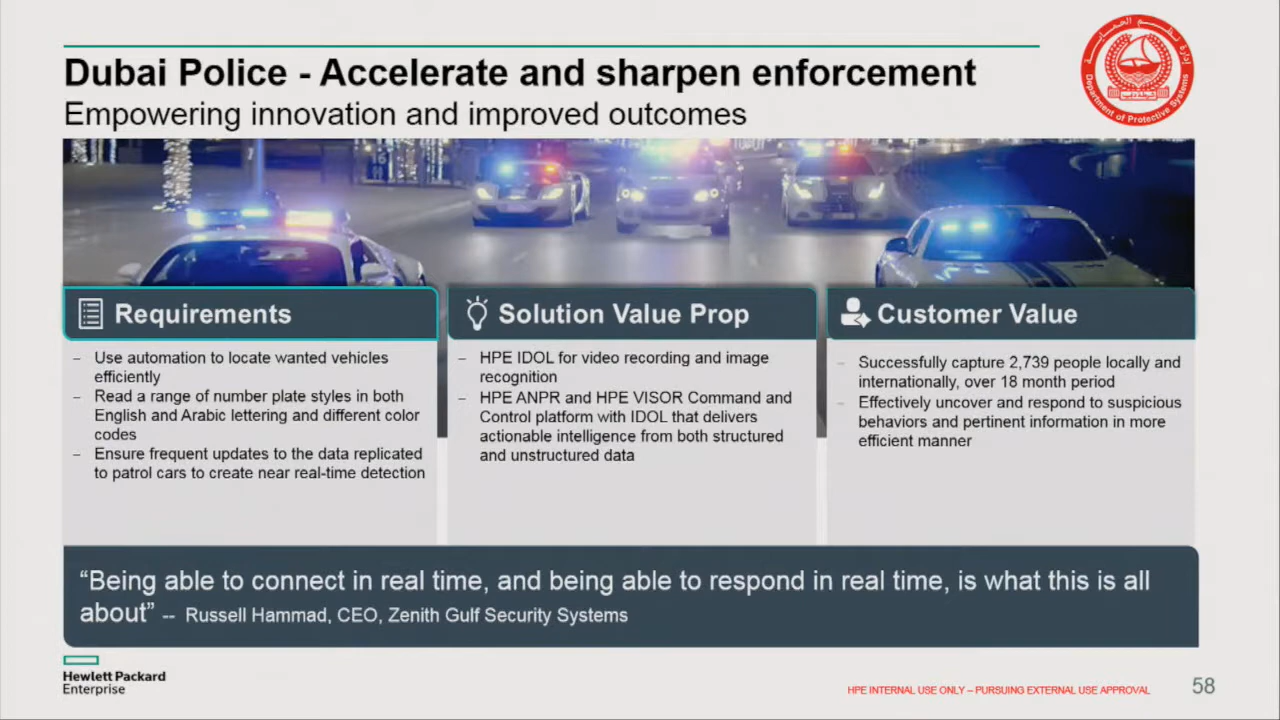 Dubai Police - Accelerate and sharpen enforcement
Empowering innovation and improved outcomes
Department of Protective Systems
Requirements
– Use automation to locate wanted vehicles
efficiently
– Read a range of number plate styles in both
English and Arabic lettering and different color
codes
– Ensure frequent updates to the data replicated
to patrol cars to create near real-time detection
Solution Value Prop
– HPE IDOL for video recording and image
recognition
– HPE ANPR and HPE VISOR Command and
Control platform with IDOL that delivers
actionable intelligence from both structured
and unstructured data
Customer Value
– Successfully capture 2,739 people locally and
internationally, over 18 month period
– Effectively uncover and respond to suspicious
behaviors and pertinent information in more
efficient manner
“Being able to connect in real time, and being able to respond in real time, is what this is all
about” -- Russell Hammad, CEO, Zenith Gulf Security Systems
Hewlett Packard
Enterprise
HPE INTERNAL USE ONLY – PURSUING EXTERNAL USE APPROVAL
58